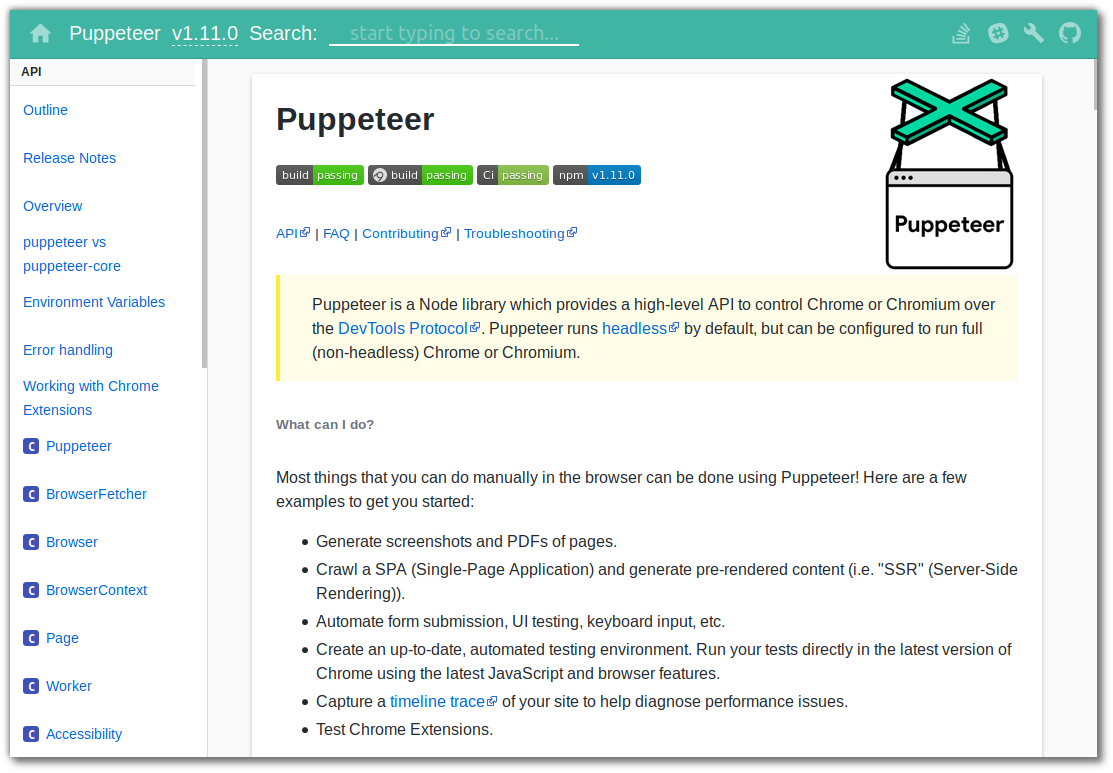 Puppeteer v1.11.0 Search: start typing to search...
API
Outline
Release Notes
Overview
puppeteer vs
puppeteer-core
Environment Variables
Error handling
Working with Chrome
Extensions
C Puppeteer
C BrowserFetcher
C Browser
C BrowserContext
C Page
C Worker
C Accessibility
Puppeteer
build passing build passing Ci passing npm v1.11.0
API | FAQ | Contributing | Troubleshooting
Puppeteer
Puppeteer is a Node library which provides a high-level API to control Chrome or Chromium over
the DevTools Protocol. Puppeteer runs headless by default, but can be configured to run full
(non-headless) Chrome or Chromium.
What can I do?
Most things that you can do manually in the browser can be done using Puppeteer! Here are a few
examples to get you started:
• Generate screenshots and PDFs of pages.
• Crawl a SPA (Single-Page Application) and generate pre-rendered content (i.e. "SSR" (Server-Side
Rendering)).
• Automate form submission, UI testing, keyboard input, etc.
• Create an up-to-date, automated testing environment. Run your tests directly in the latest version of
Chrome using the latest JavaScript and browser features.
• Capture a timeline trace of your site to help diagnose performance issues.
• Test Chrome Extensions.